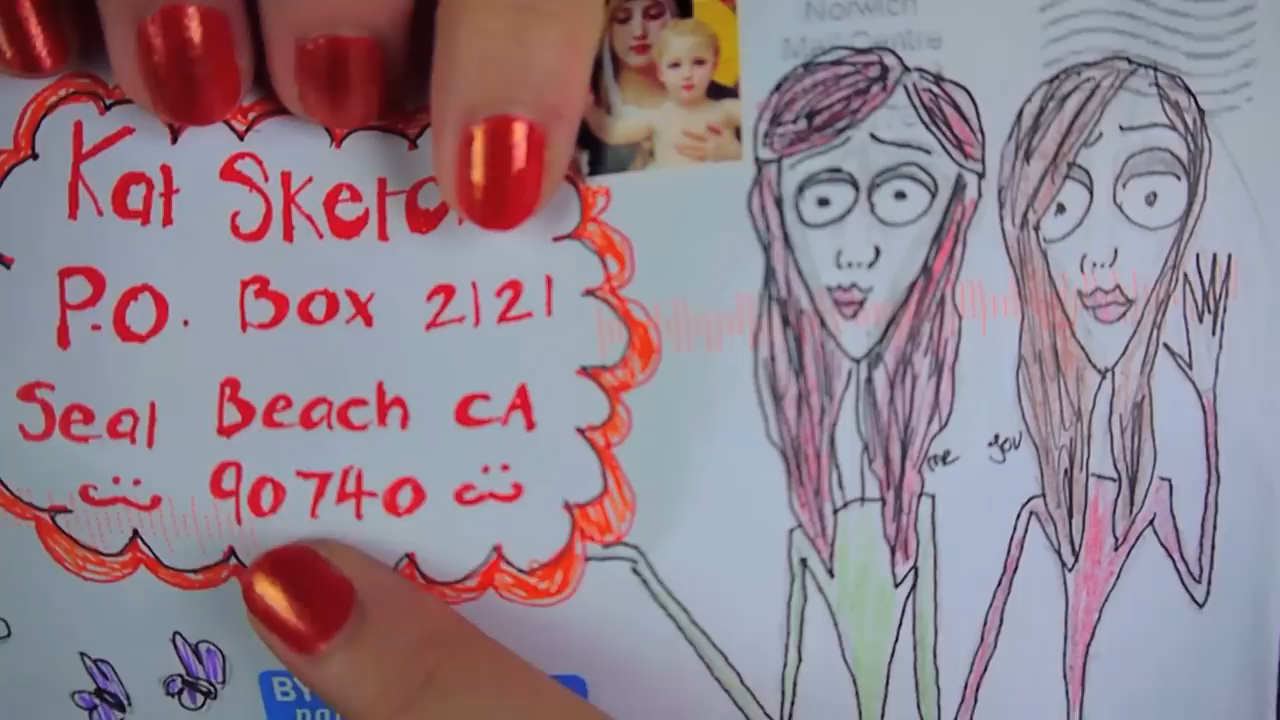 Norwich
Mail Centre
Kat Sketc
P.O. Box 2121
Seal Beach CA
90740
me you
BY